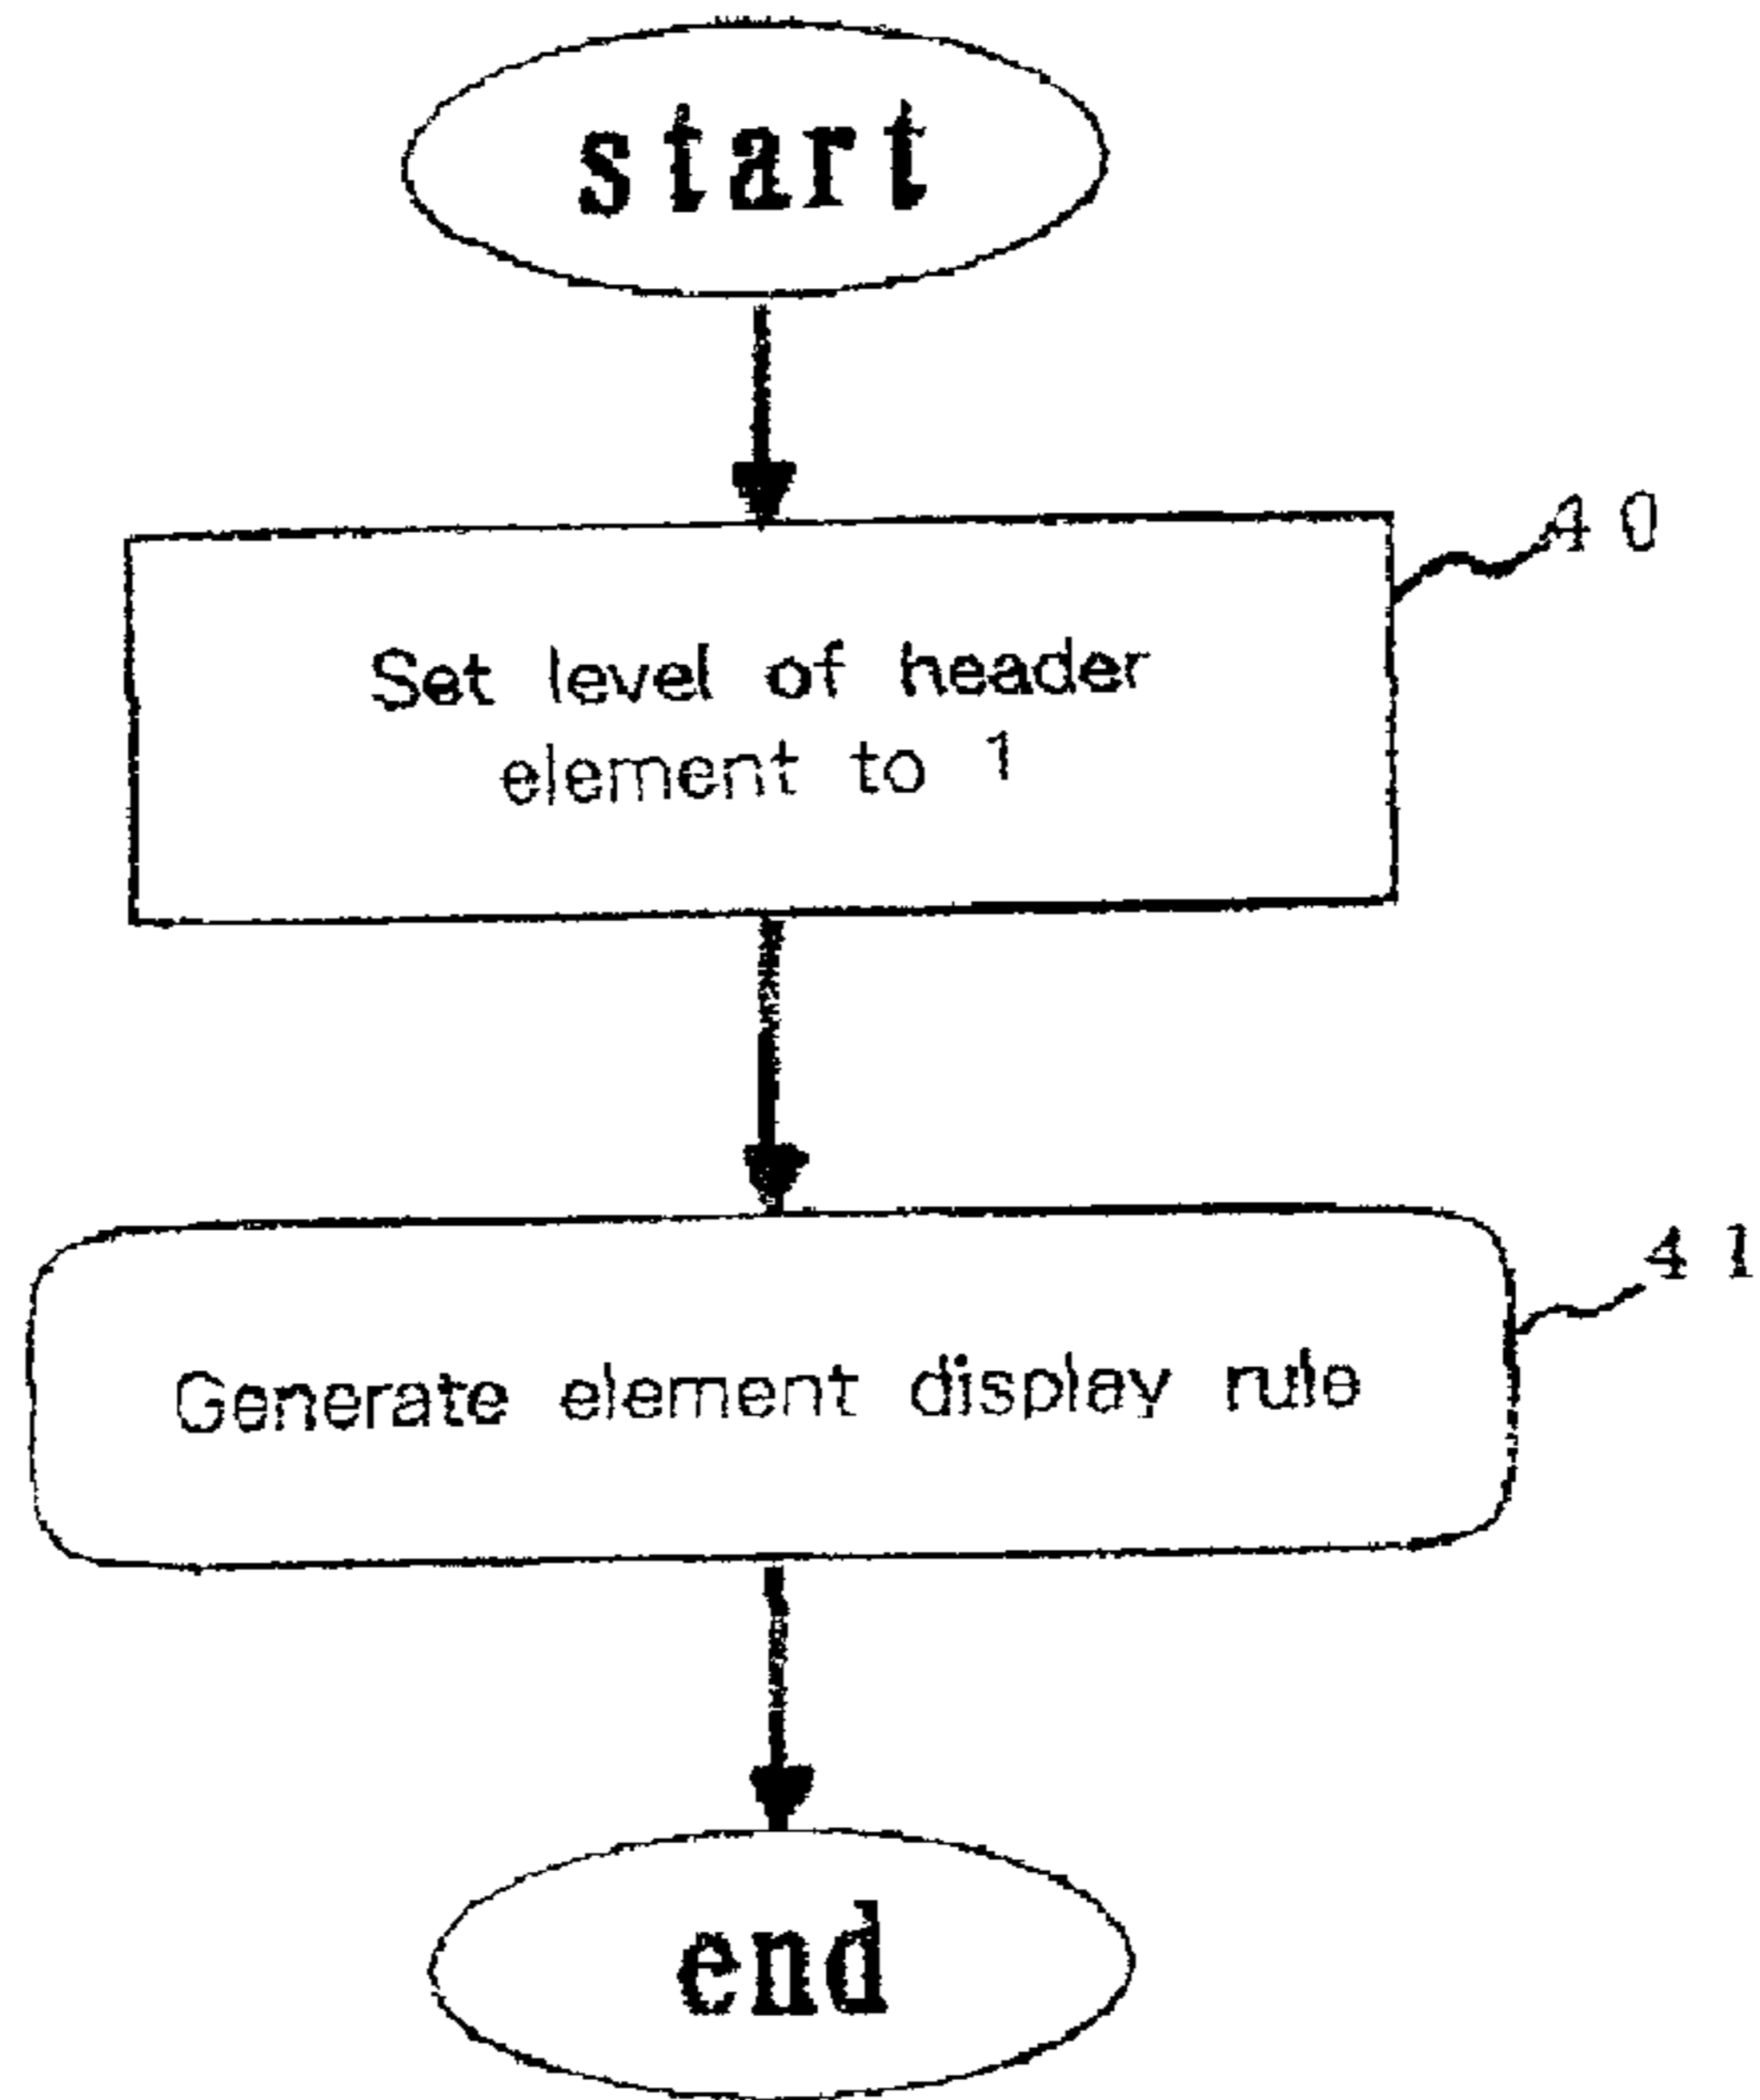 start
40
Set level of header
element to 1
41
Generate element display rule
end